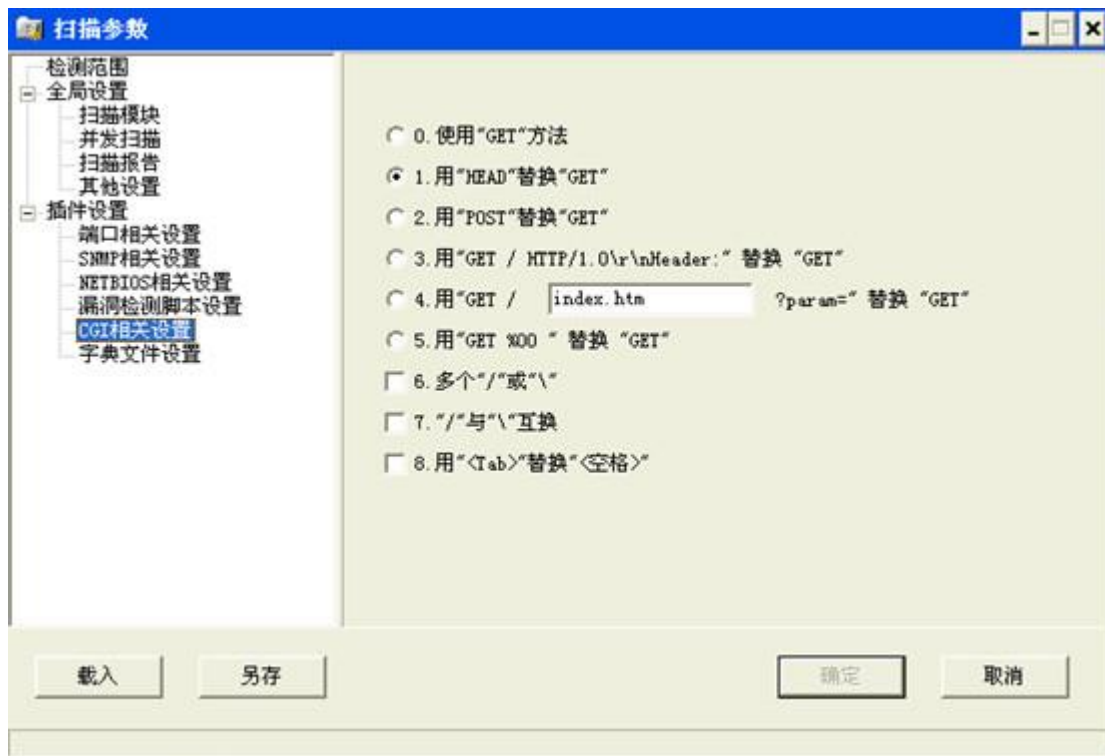 扫描参数
检测范围
全局设置
扫描模块
并发扫描
扫描报告
其他设置
插件设置
端口相关设置
SNMP相关设置
NETBIOS相关设置
漏洞检测脚本设置
CGI相关设置
字典文件设置
0.使用"GET"方法
1.用"HEAD"替换"GET"
2.用"POST"替换"GET"
3.用"GET / HTTP/1.0\r\nHeader:" 替换 "GET"
4.用"GET / index.htm ?param=" 替换 "GET"
5.用"GET %00 " 替换 "GET"
6.多个"/"或"\"
7."/"与"\"互换
8.用"<Tab>"替换"<空格>"
载入 另存 确定 取消